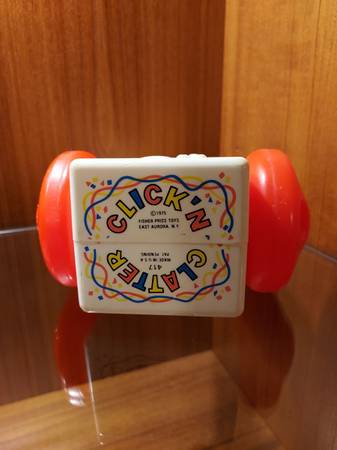 CLICK'N
©1975
FISHER PRICE TOYS
EAST AURORA, N.Y.
CLATTER
417
MADE IN U.S.A
PAT PENDING